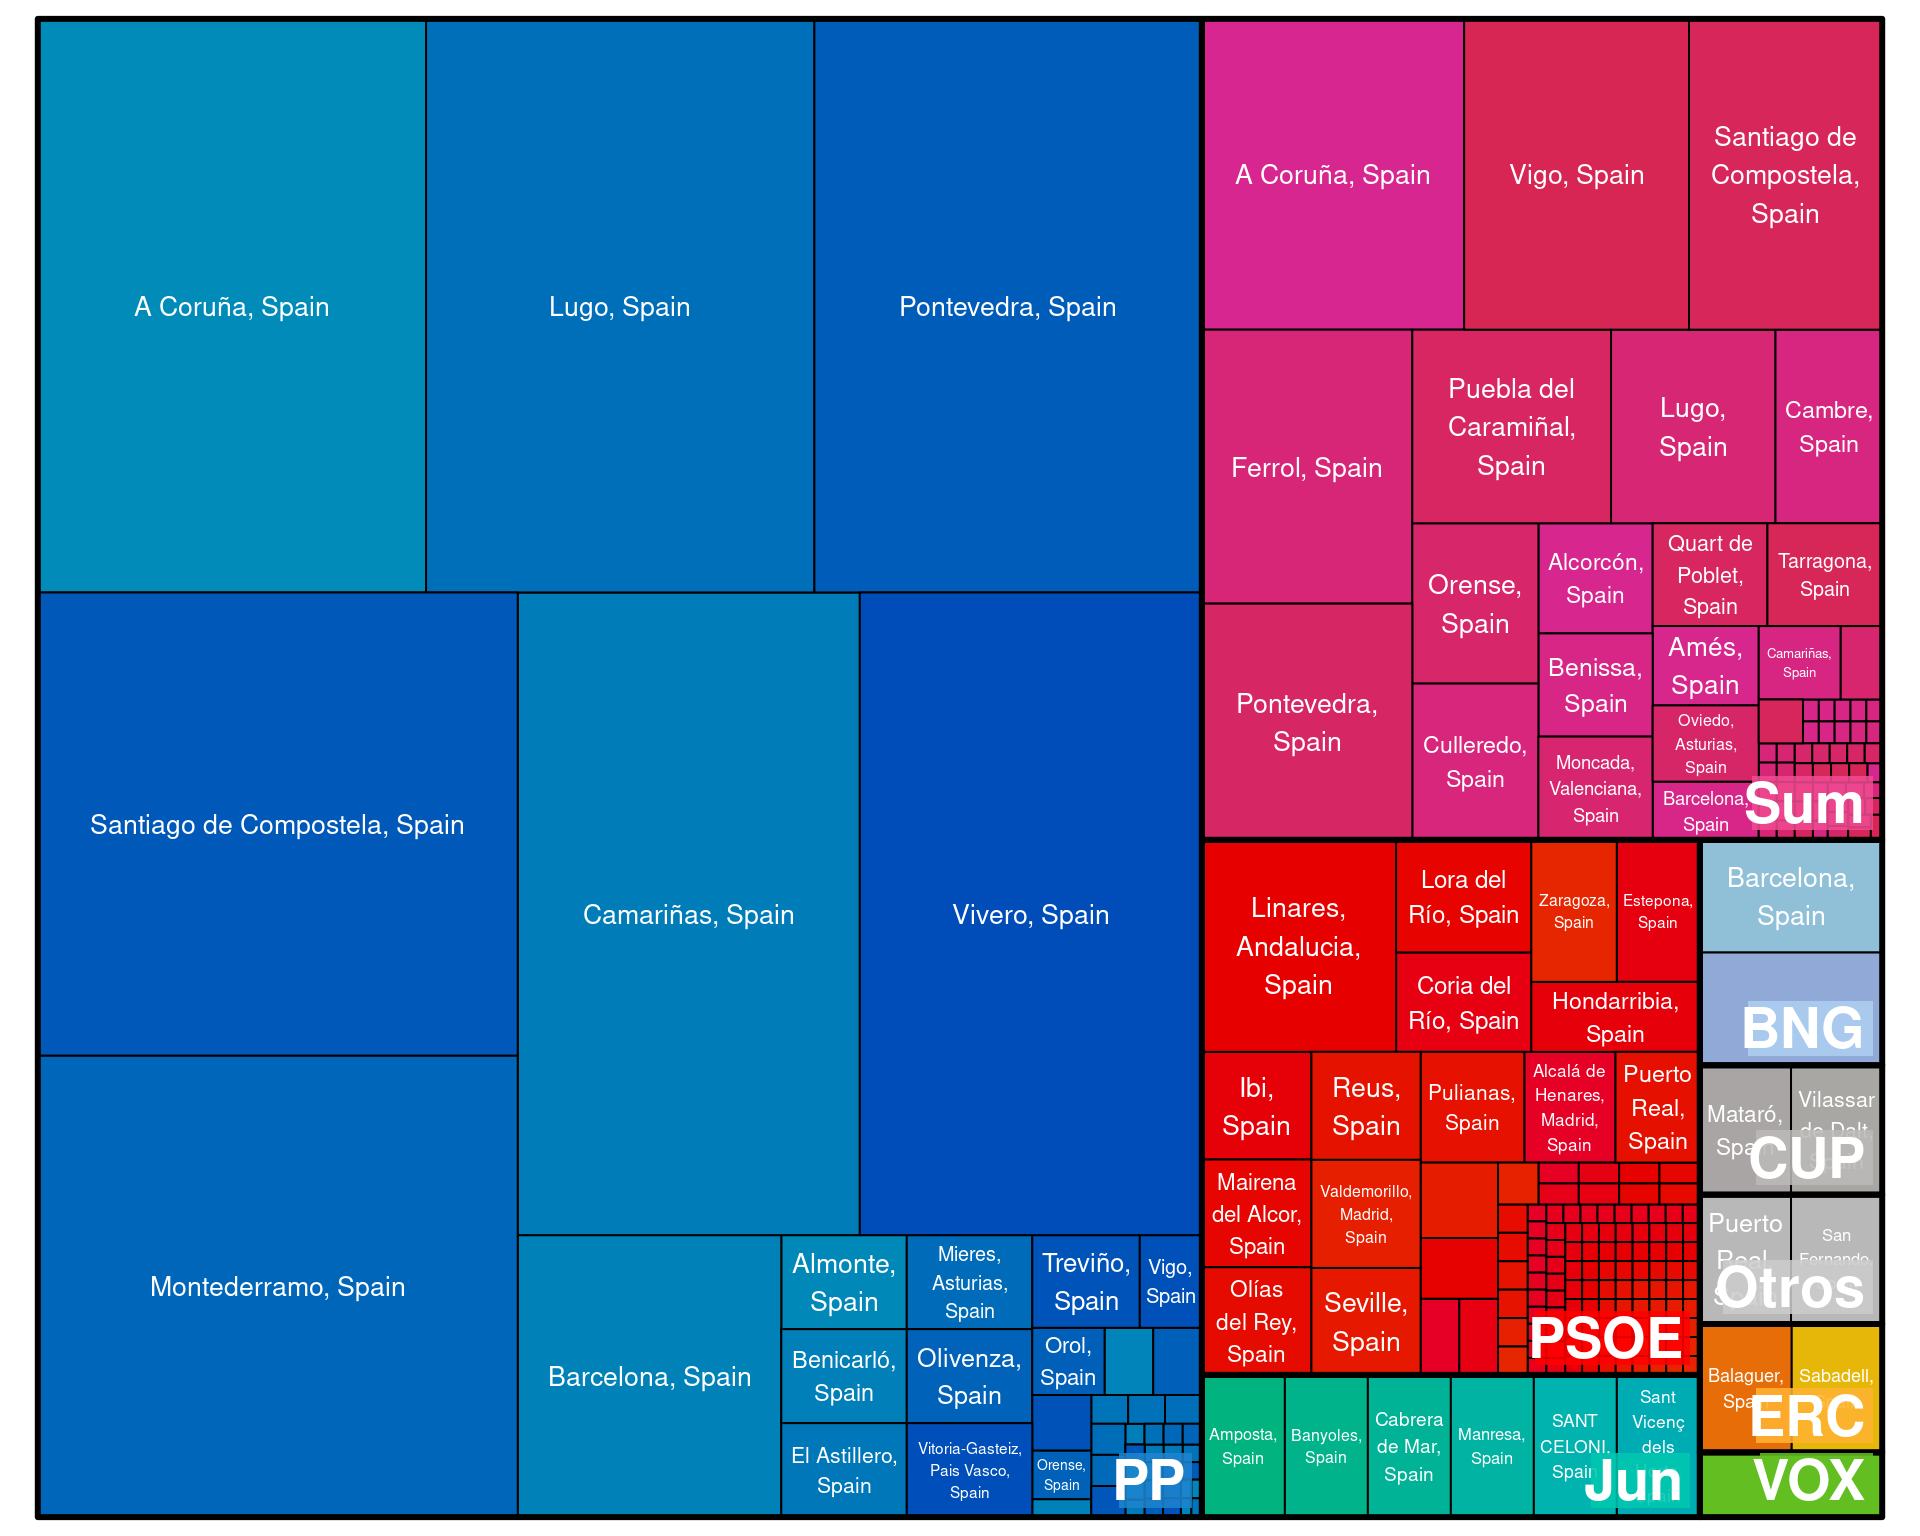 A Coruña, Spain
Lugo, Spain
Pontevedra, Spain
Santiago de Compostela, Spain
Camariñas, Spain
Vivero, Spain
Montederramo, Spain
Barcelona, Spain
Almonte,
Spain
Mieres,
Asturias,
Spain
Treviño,
Spain
Vigo,
Spain
Benicarló,
Spain
Olivenza,
Spain
Orol,
Spain
El Astillero,
Spain
Vitoria-Gasteiz,
Pais Vasco,
Spain
Orense,
Spain
PP
A Coruña, Spain
Vigo, Spain
Santiago de
Compostela,
Spain
Ferrol, Spain
Puebla del
Caramiñal,
Spain
Lugo,
Spain
Cambre,
Spain
Pontevedra,
Spain
Orense,
Spain
Culleredo,
Spain
Alcorcón,
Spain
Benissa,
Spain
Moncada,
Valenciana,
Spain
Quart de
Poblet,
Spain
Tarragona,
Spain
Amés,
Spain
Camariñas,
Spain
Oviedo,
Asturias,
Spain
Barcelona,
Spain
Sum
Linares,
Andalucia,
Spain
Lora del
Río, Spain
Coria del
Río, Spain
Zaragoza,
Spain
Estepona,
Spain
Hondarribia,
Spain
Ibi,
Spain
Reus,
Spain
Pulianas,
Spain
Alcalá de
Henares,
Madrid,
Spain
Puerto
Real,
Spain
Mairena
del Alcor,
Spain
Valdemorillo,
Madrid,
Spain
Olías
del Rey,
Spain
Seville,
Spain
PSOE
Amposta,
Spain
Banyoles,
Spain
Cabrera
de Mar,
Spain
Manresa,
Spain
SANT
CELONI,
Spain
Sant
Vicenç
dels
Jun
Barcelona,
Spain
BNG
Mataró,
Spain
Vilassar
de Dalt,
CUP
Puerto
Real,
San
Fernando,
Otros
Balaguer,
Spain
Sabadell,
ERC
VOX